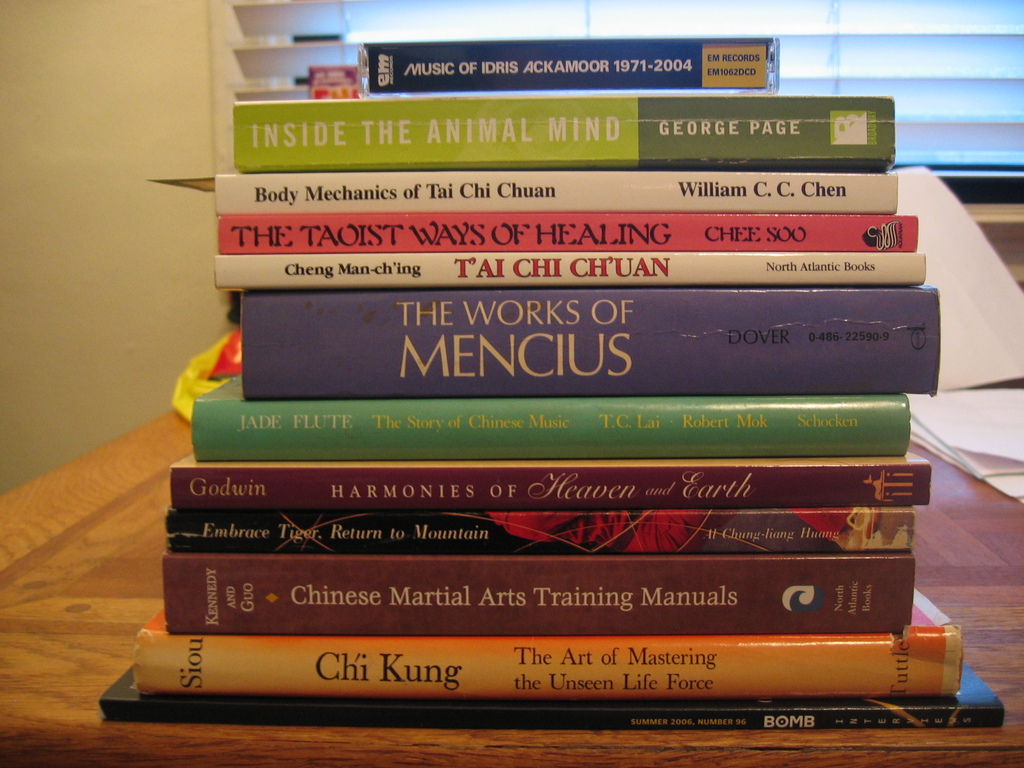 em MUSIC OF IDRIS ACKAMOOR 1971-2004 EM RECORDS
EM1062DCD
INSIDE THE ANIMAL MIND GEORGE PAGE
Body Mechanics of Tai Chi Chuan William C. C. Chen
THE TAOIST WAYS OF HEALING CHEE SOO
Cheng Man-ch'ing T'AI CHI CH'UAN North Atlantic Books
THE WORKS OF
MENCIUS DOVER 0-486-22590-9
JADE FLUTE The Story of Chinese Music T.C. Lai · Robert Mok Schocken
Godwin HARMONIES OF Heaven and Earth
Embrace Tiger, Return to Mountain Al Chung-liang Huang
KENNEDY
AND
GUO Chinese Martial Arts Training Manuals North
Atlantic
Books
Siou Ch'i Kung The Art of Mastering
the Unseen Life Force Tuttle
SUMMER 2006, NUMBER 96 BOMB INTERVIEWS